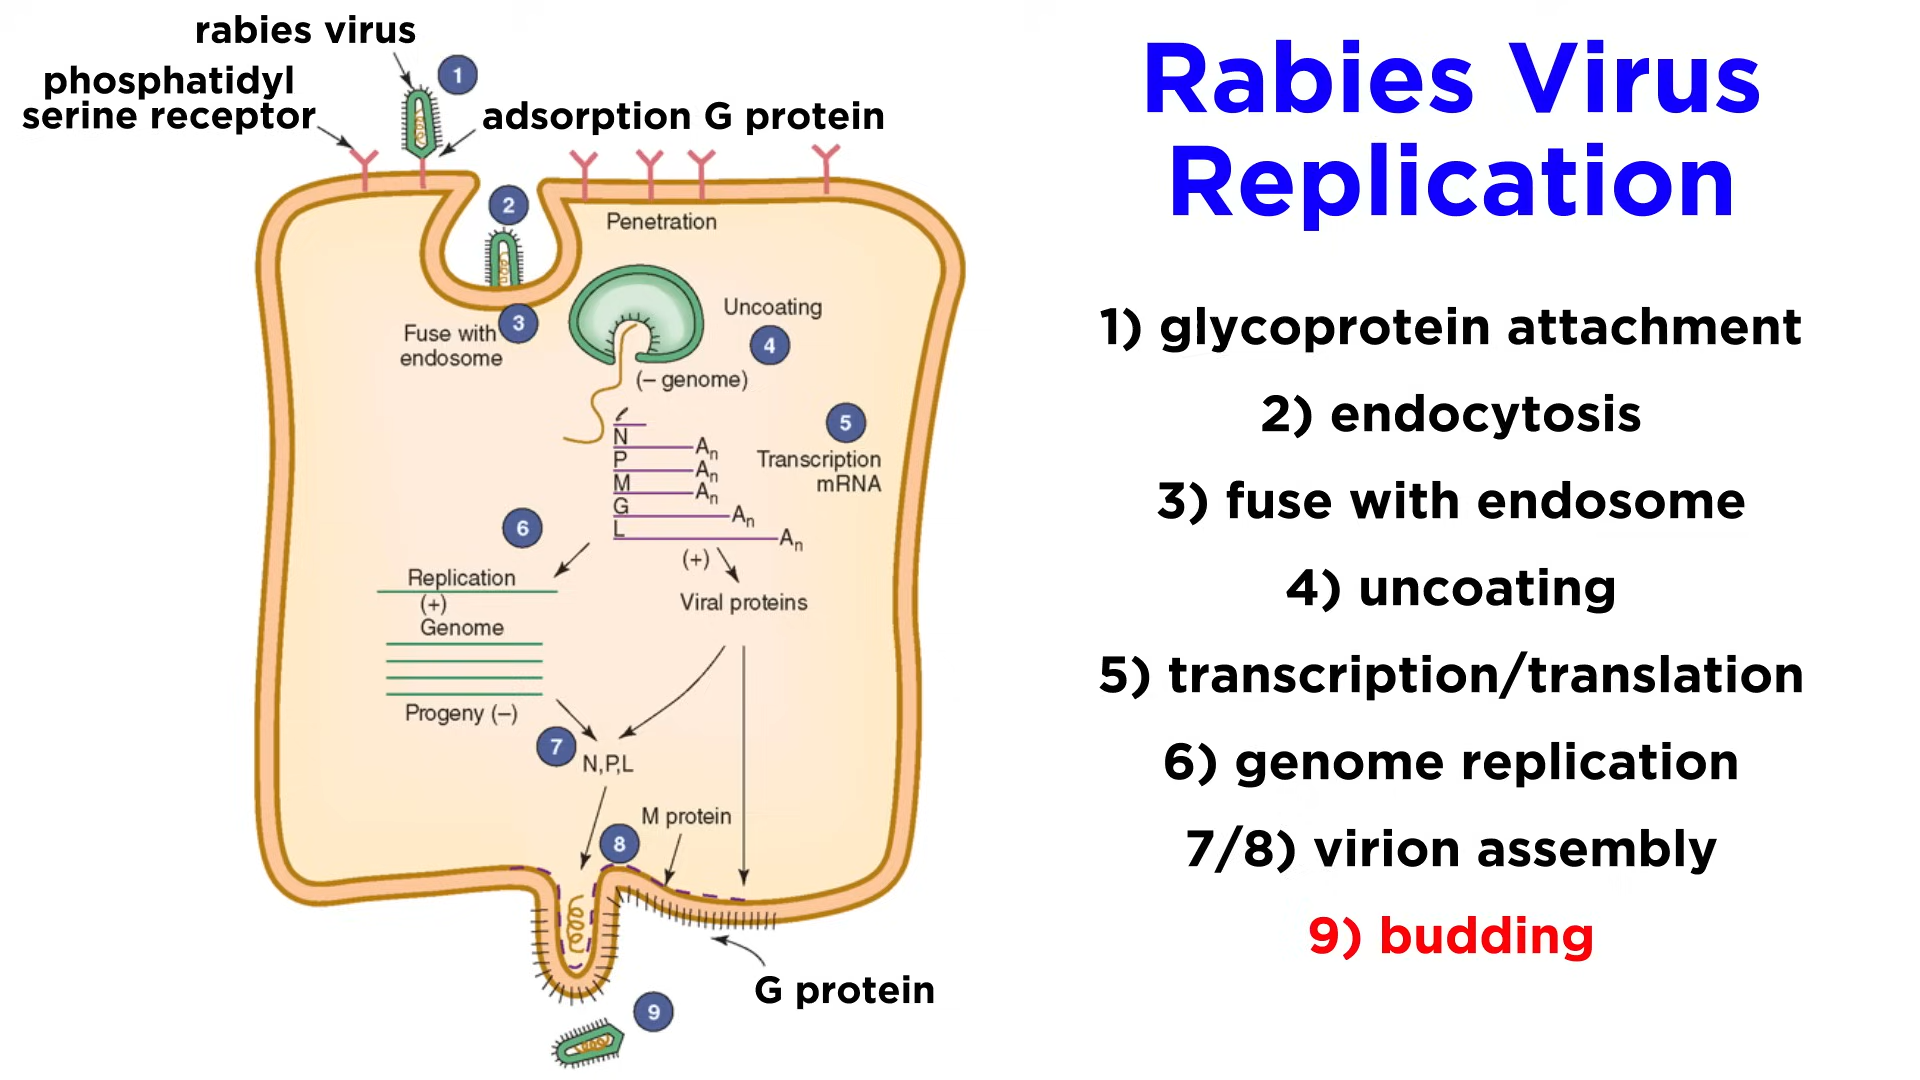 rabies virus
phosphatidyl
serine receptor
adsorption G protein
1
2
Penetration
3
Fuse with
endosome
Uncoating
4
(– genome)
5
Transcription
mRNA
N
P
M
G
L
An
An
An
An
An
(+)
6
Replication
(+)
Genome
Progeny (–)
Viral proteins
7
N,P,L
8
M protein
G protein
9
Rabies Virus
Replication
1) glycoprotein attachment
2) endocytosis
3) fuse with endosome
4) uncoating
5) transcription/translation
6) genome replication
7/8) virion assembly
9) budding